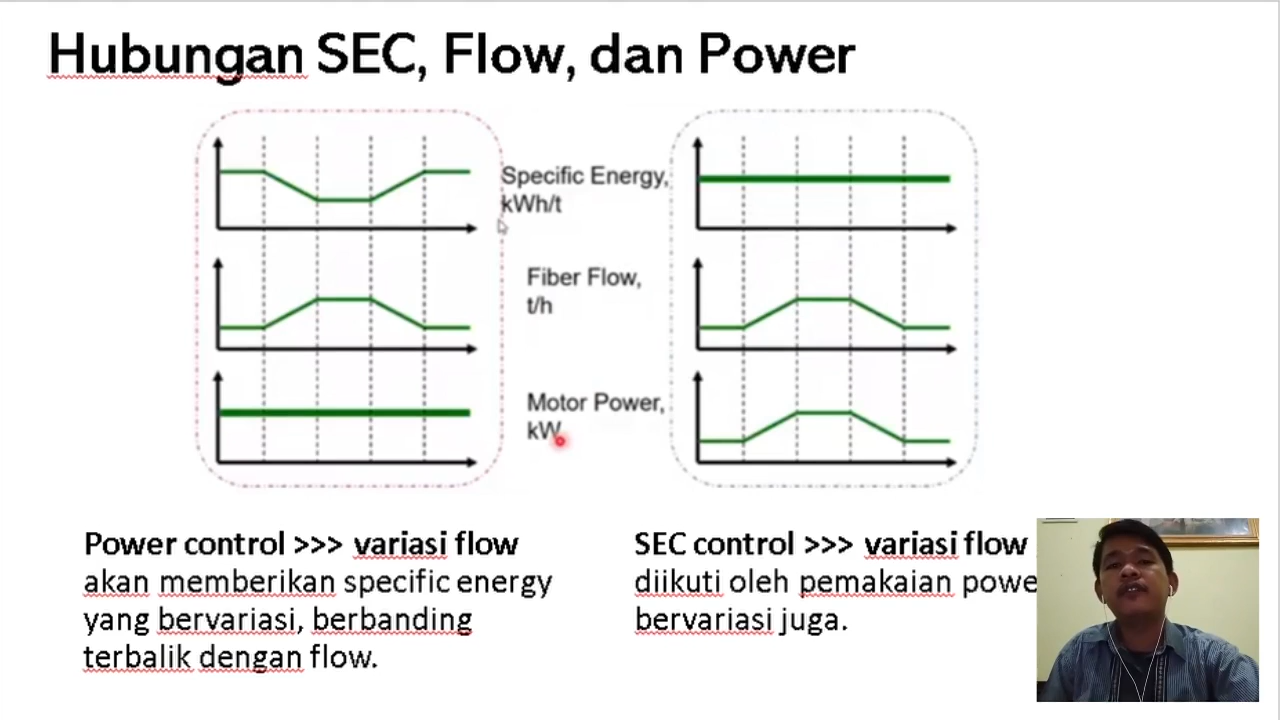 Hubungan SEC, Flow, dan Power
Specific Energy,
kWh/t
Fiber Flow,
t/h
Motor Power,
kW
Power control >>> variasi flow
akan memberikan specific energy
yang bervariasi, berbanding
terbalik dengan flow.
SEC control >>> variasi flow
diikuti oleh pemakaian powe
bervariasi juga.